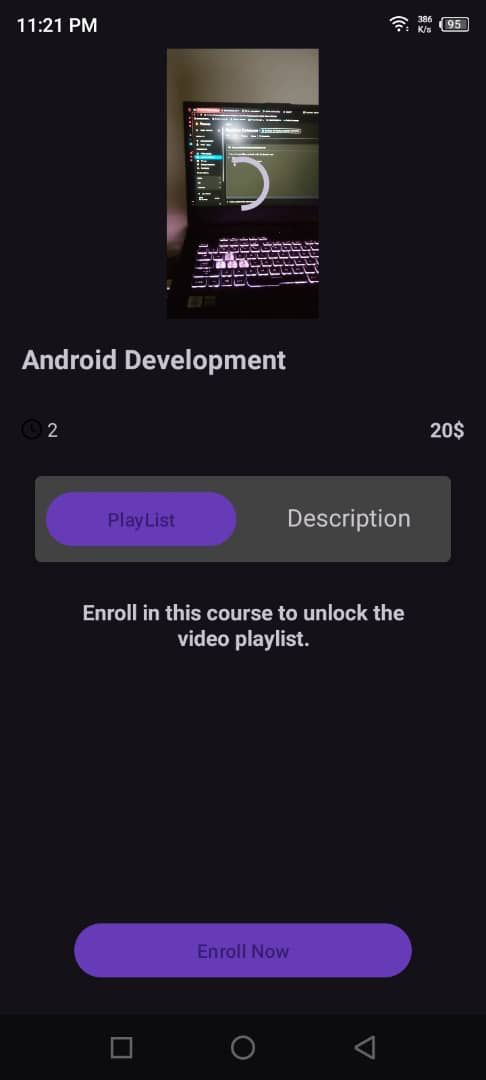 11:21 PM
386
K/s
95
Android Development
2
20$
PlayList
Description
Enroll in this course to unlock the
video playlist.
Enroll Now